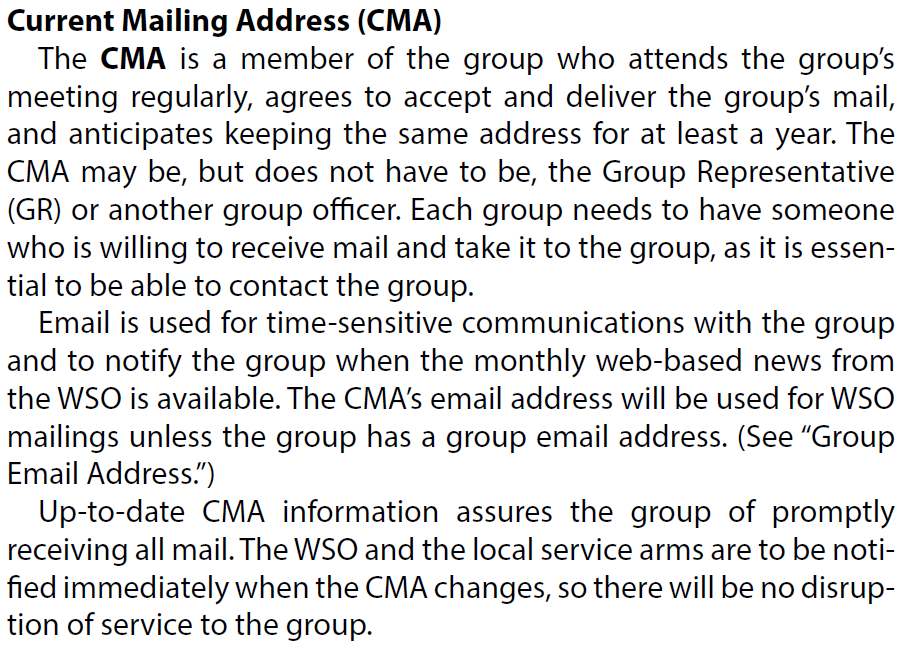 Current Mailing Address (CMA)
The CMA is a member of the group who attends the group’s
meeting regularly, agrees to accept and deliver the group’s mail,
and anticipates keeping the same address for at least a year. The
CMA may be, but does not have to be, the Group Representative
(GR) or another group officer. Each group needs to have someone
who is willing to receive mail and take it to the group, as it is essen-
tial to be able to contact the group.
Email is used for time-sensitive communications with the group
and to notify the group when the monthly web-based news from
the WSO is available. The CMA’s email address will be used for WSO
mailings unless the group has a group email address. (See “Group
Email Address.”)
Up-to-date CMA information assures the group of promptly
receiving all mail. The WSO and the local service arms are to be noti-
fied immediately when the CMA changes, so there will be no disrup-
tion of service to the group.